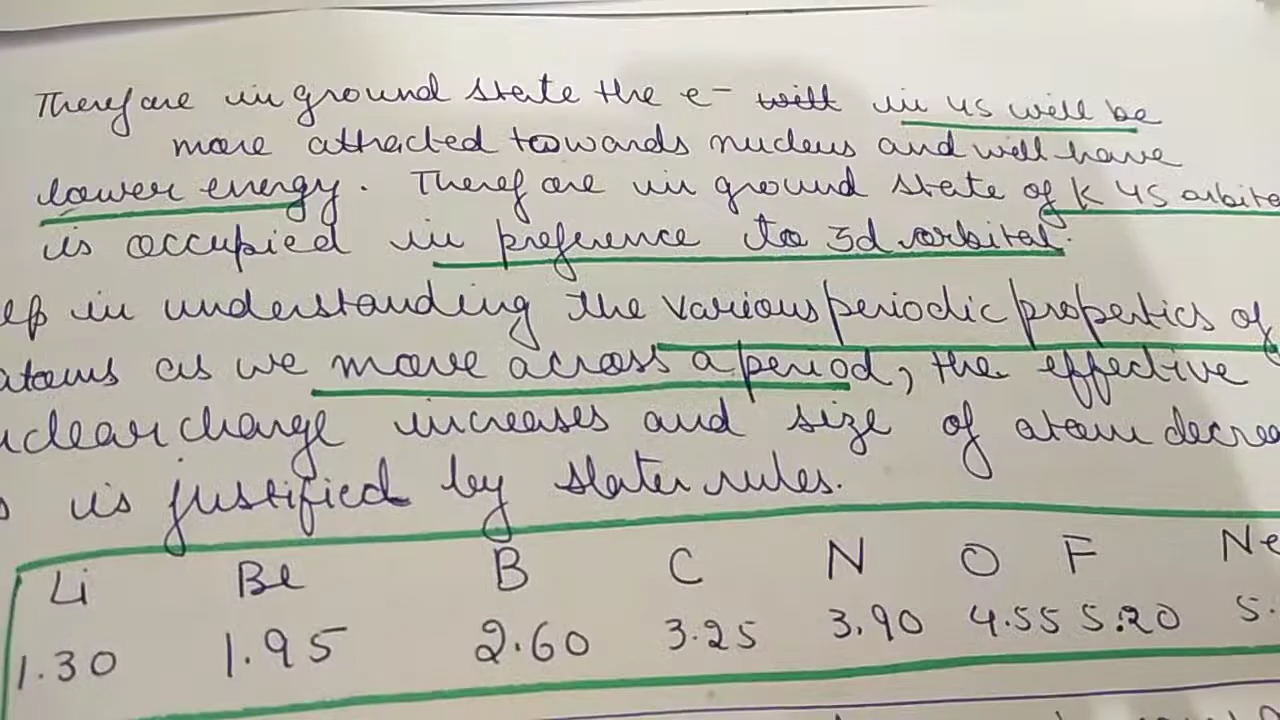 Therefore in ground state the e- will in 4s will be
more attracted towards nucleus and will have
lower energy. Therefore in ground state of K 4S orbita
is occupied in preference to 3d orbital.
elp in understanding the various periodic properties of
atoms as we move across a period, the effective
nuclear charge increases and size of atom decrea
is justified by slater rules.
Li Be B C N O F Ne
1.30 1.95 2.60 3.25 3.90 4.55 5.20 5.